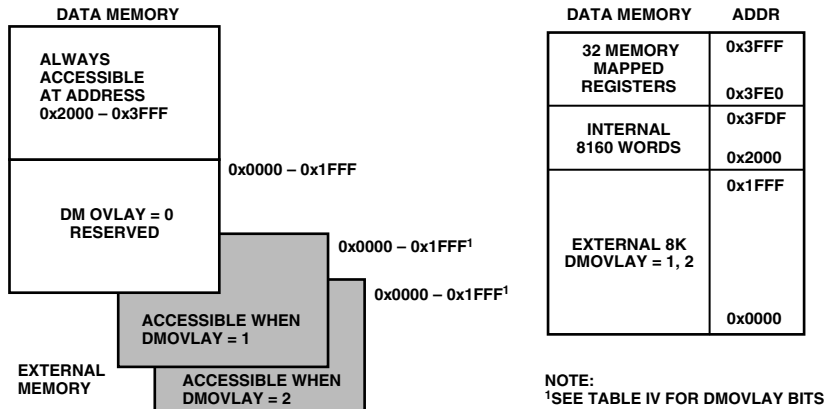 DATA MEMORY
ALWAYS
ACCESSIBLE
AT ADDRESS
0x2000 – 0x3FFF
0x0000 – 0x1FFF
DM OVLAY = 0
RESERVED
0x0000 – 0x1FFF1
0x0000 – 0x1FFF1
ACCESSIBLE WHEN
DMOVLAY = 1
EXTERNAL
MEMORY
ACCESSIBLE WHEN
DMOVLAY = 2
DATA MEMORY ADDR
32 MEMORY
MAPPED
REGISTERS
0x3FFF
0x3FE0
INTERNAL
8160 WORDS
0x3FDF
0x2000
EXTERNAL 8K
DMOVLAY = 1, 2
0x1FFF
0x0000
NOTE:
1SEE TABLE IV FOR DMOVLAY BITS